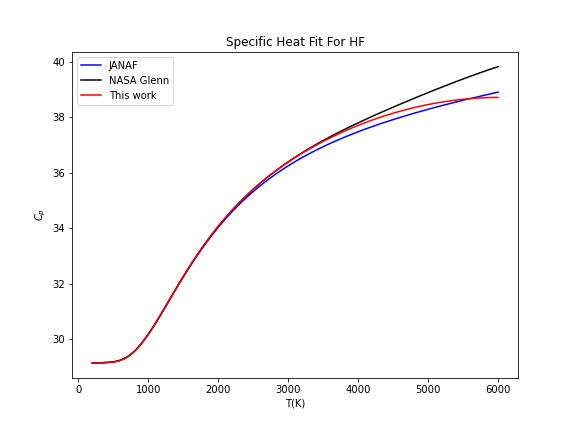 Specific Heat Fit For HF
JANAF
NASA Glenn
This work
40
38
36
34
32
30
C_p
0 1000 2000 3000 4000 5000 6000
T(K)